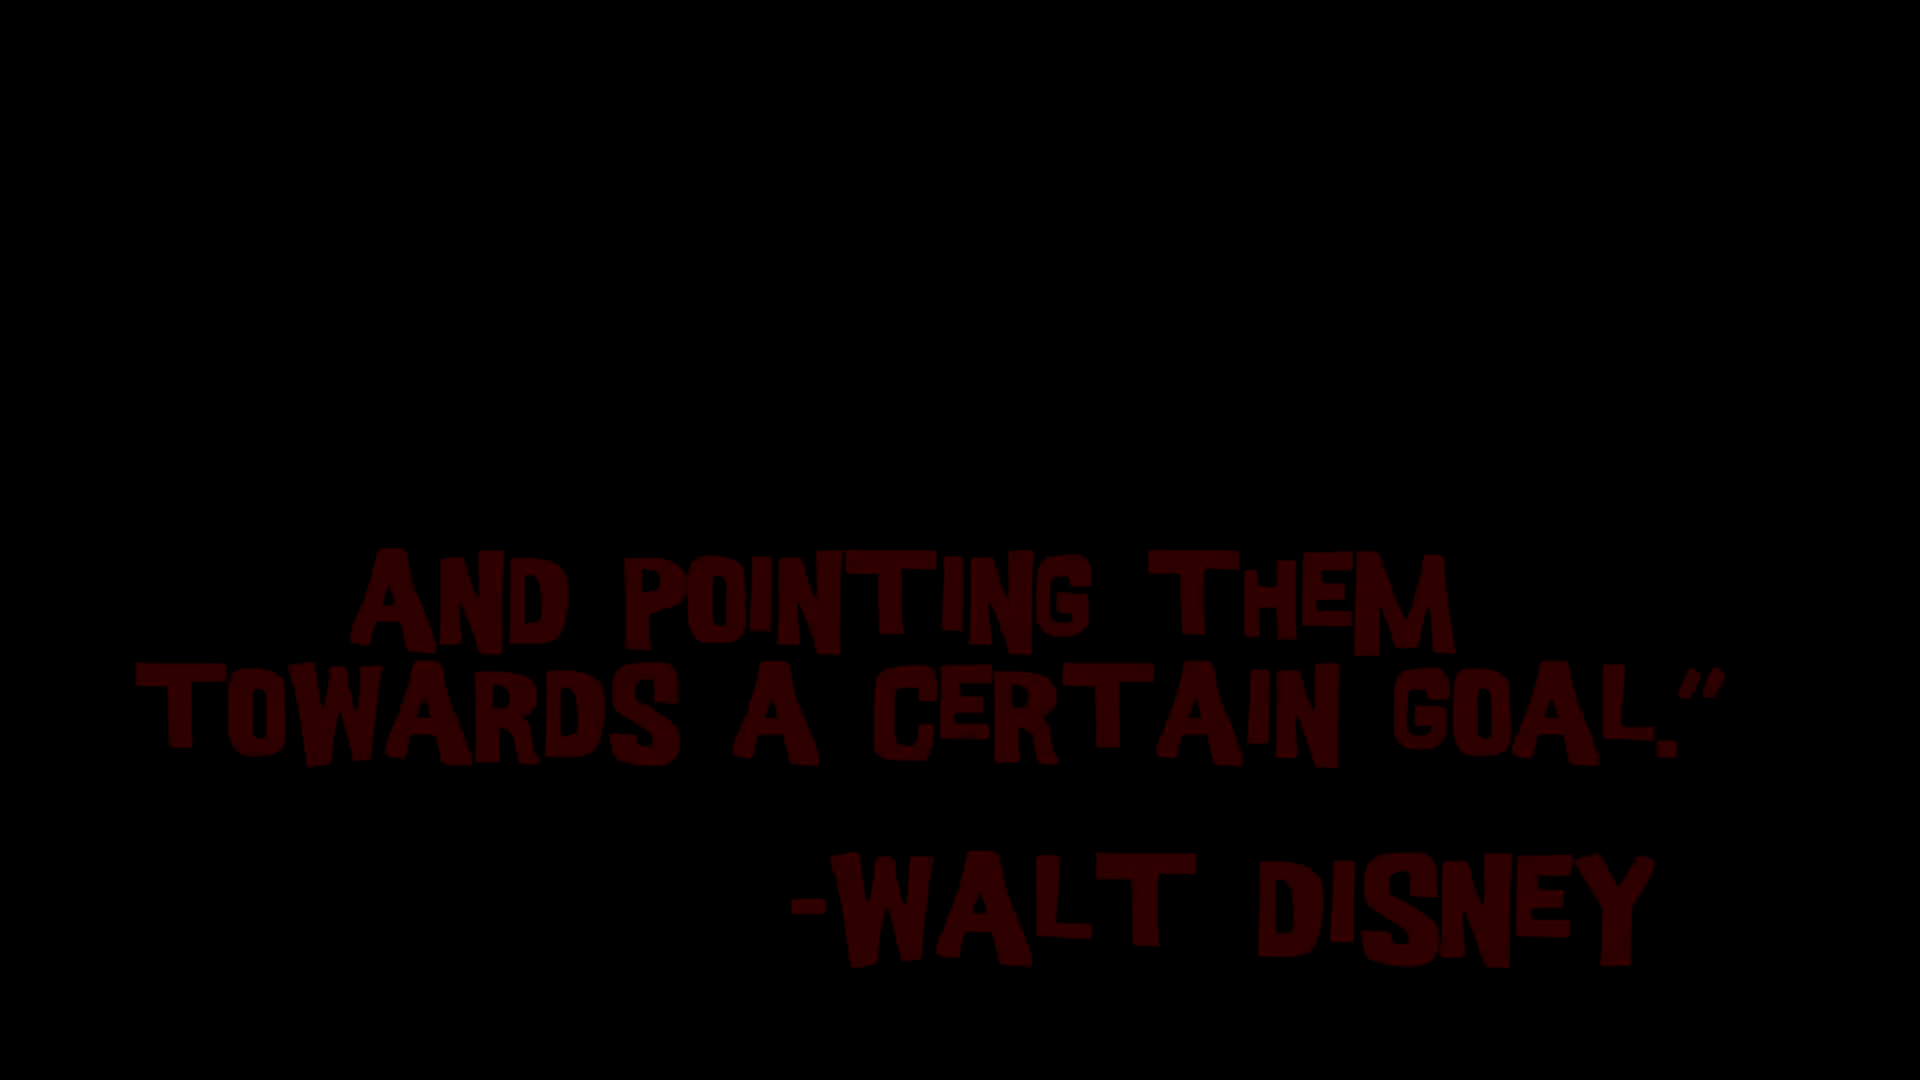 AND POINTING THEM
TOWARDS A CERTAIN GOAL.”
-WALT DISNEY